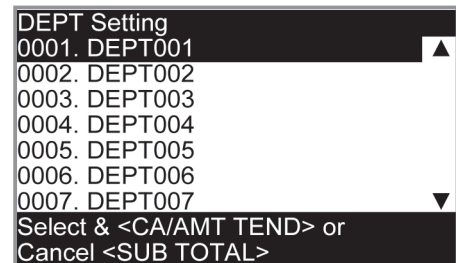 DEPT Setting
0001. DEPT001
0002. DEPT002
0003. DEPT003
0004. DEPT004
0005. DEPT005
0006. DEPT006
0007. DEPT007
Select & <CA/AMT TEND> or
Cancel <SUB TOTAL>